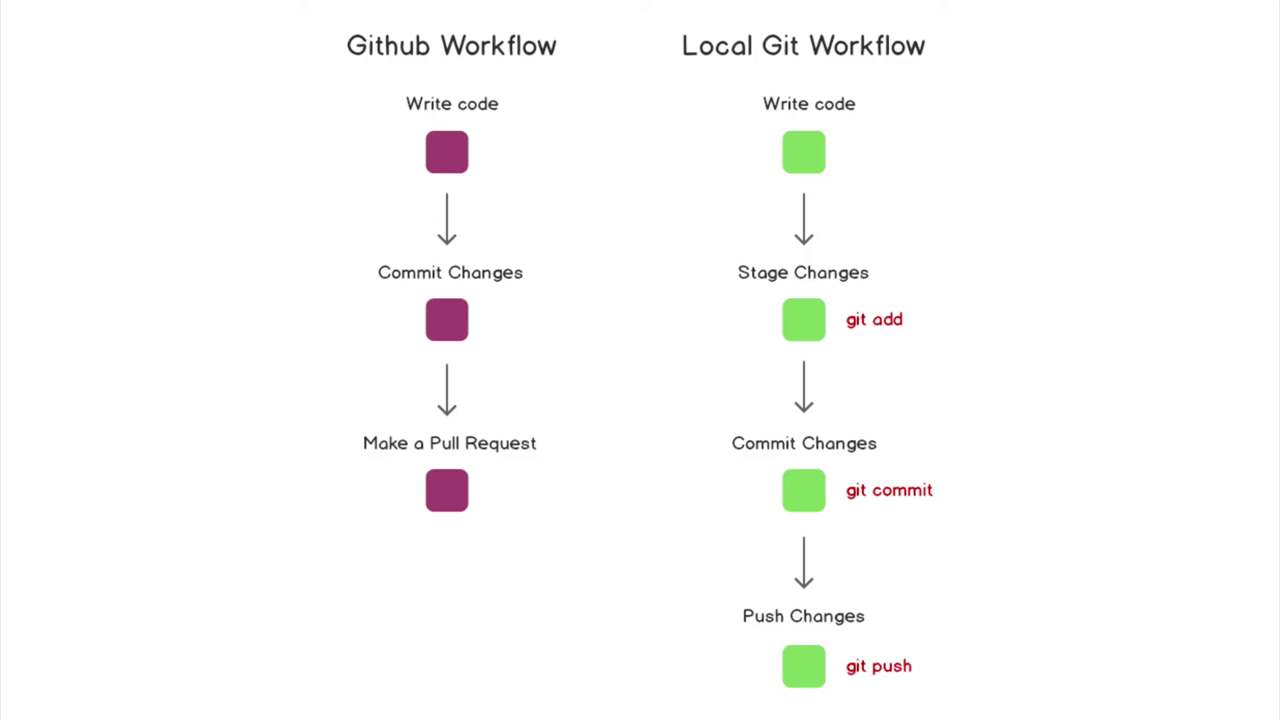 Github Workflow
Write code
Commit Changes
Make a Pull Request
Local Git Workflow
Write code
Stage Changes
git add
Commit Changes
git commit
Push Changes
git push